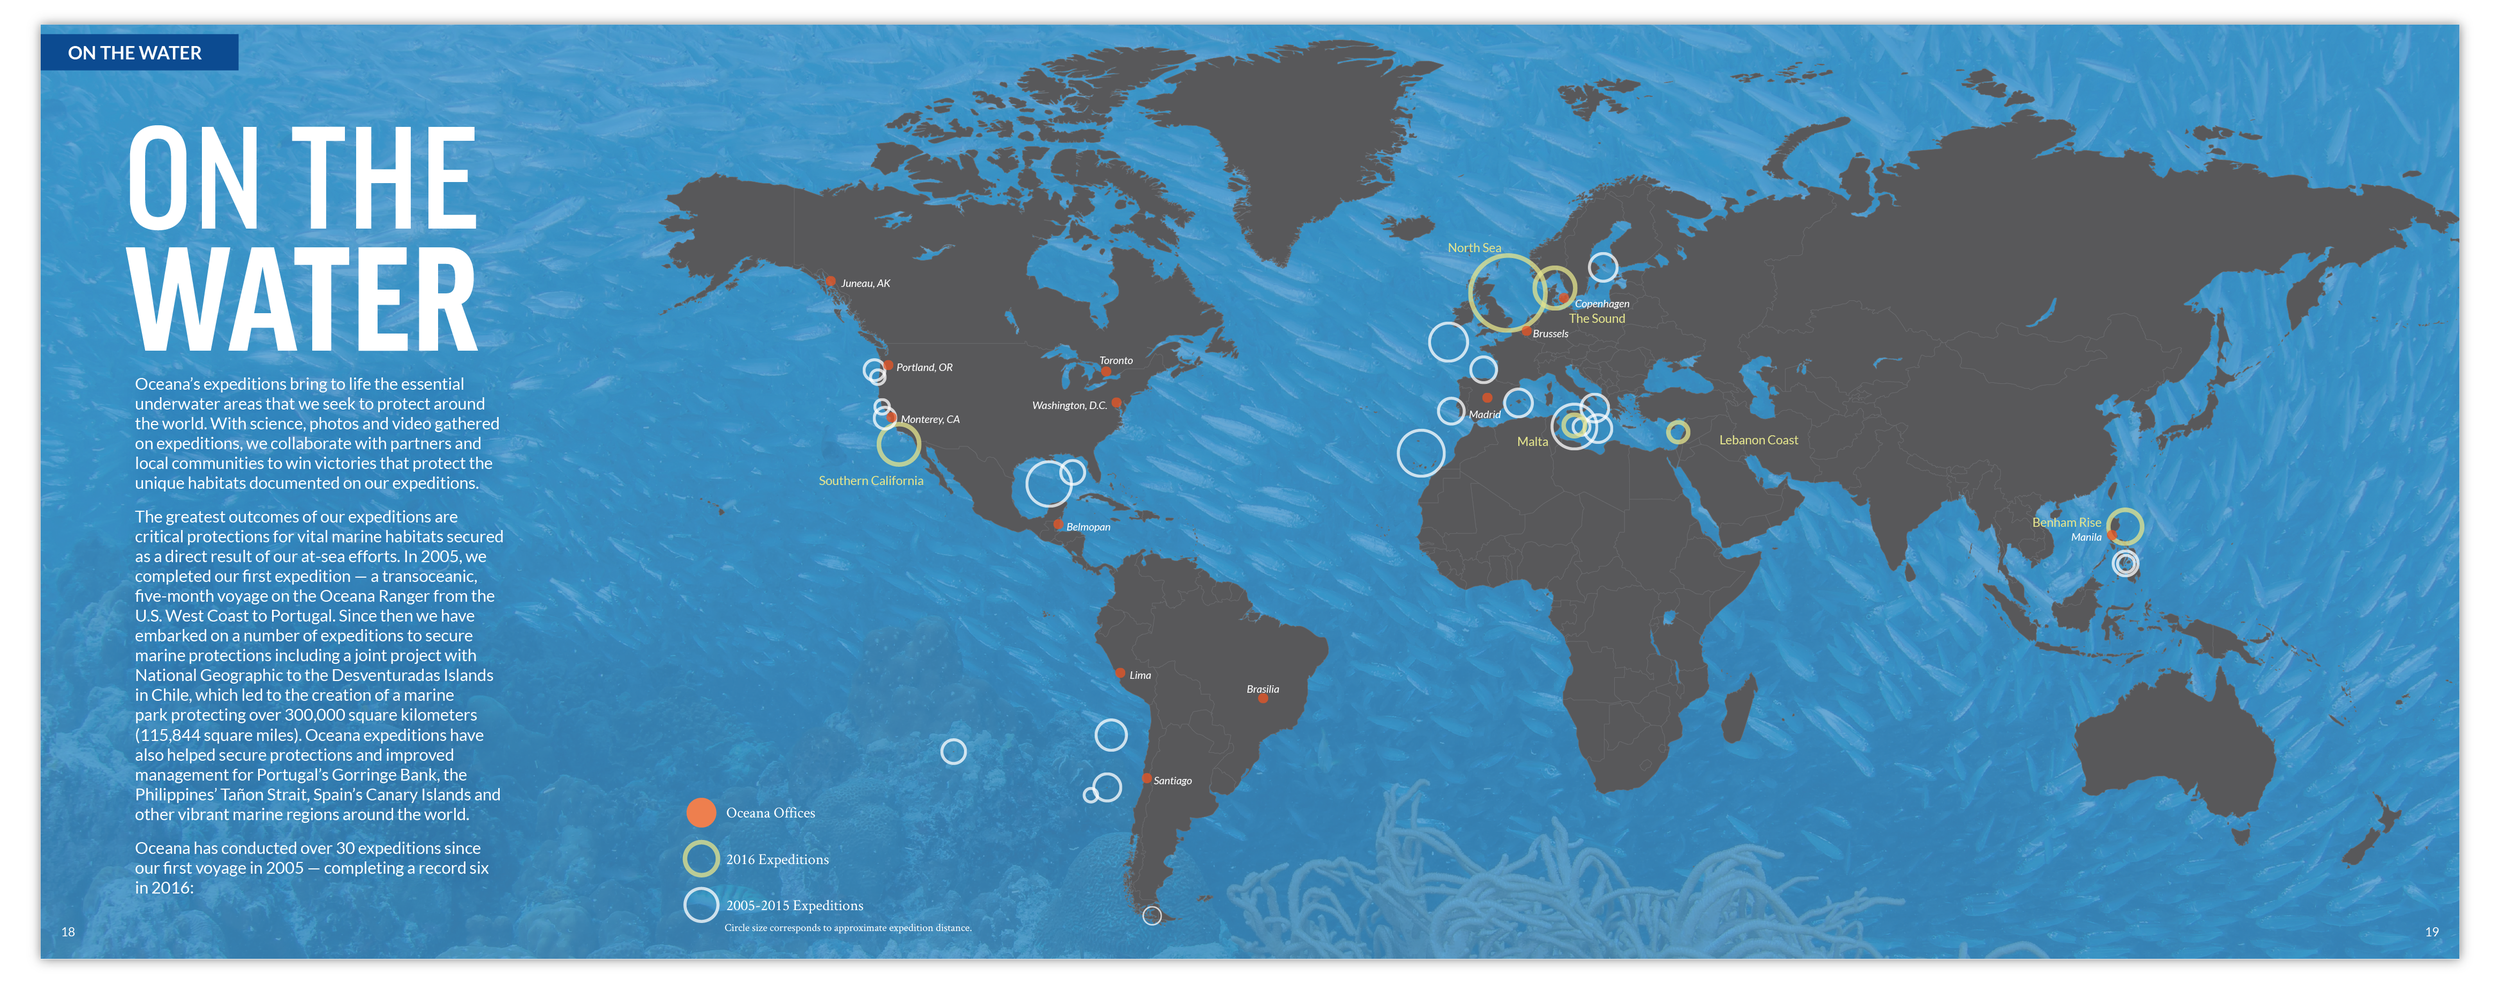 ON THE WATER
ON THE
WATER
Oceana’s expeditions bring to life the essential
underwater areas that we seek to protect around
the world. With science, photos and video gathered
on expeditions, we collaborate with partners and
local communities to win victories that protect the
unique habitats documented on our expeditions.
The greatest outcomes of our expeditions are
critical protections for vital marine habitats secured
as a direct result of our at-sea efforts. In 2005, we
completed our first expedition — a transoceanic,
five-month voyage on the Oceana Ranger from the
U.S. West Coast to Portugal. Since then we have
embarked on a number of expeditions to secure
marine protections including a joint project with
National Geographic to the Desventuradas Islands
in Chile, which led to the creation of a marine
park protecting over 300,000 square kilometers
(115,844 square miles). Oceana expeditions have
also helped secure protections and improved
management for Portugal’s Gorringe Bank, the
Philippines’ Tañon Strait, Spain’s Canary Islands and
other vibrant marine regions around the world.
Oceana has conducted over 30 expeditions since
our first voyage in 2005 — completing a record six
in 2016:
18
Juneau, AK
Portland, OR
Toronto
Washington, D.C.
Monterey, CA
Southern California
Belmopan
Lima
Brasilia
Santiago
North Sea
Copenhagen
The Sound
Brussels
Madrid
Malta
Lebanon Coast
Benham Rise
Manila
Oceana Offices
2016 Expeditions
2005-2015 Expeditions
Circle size corresponds to approximate expedition distance.
19